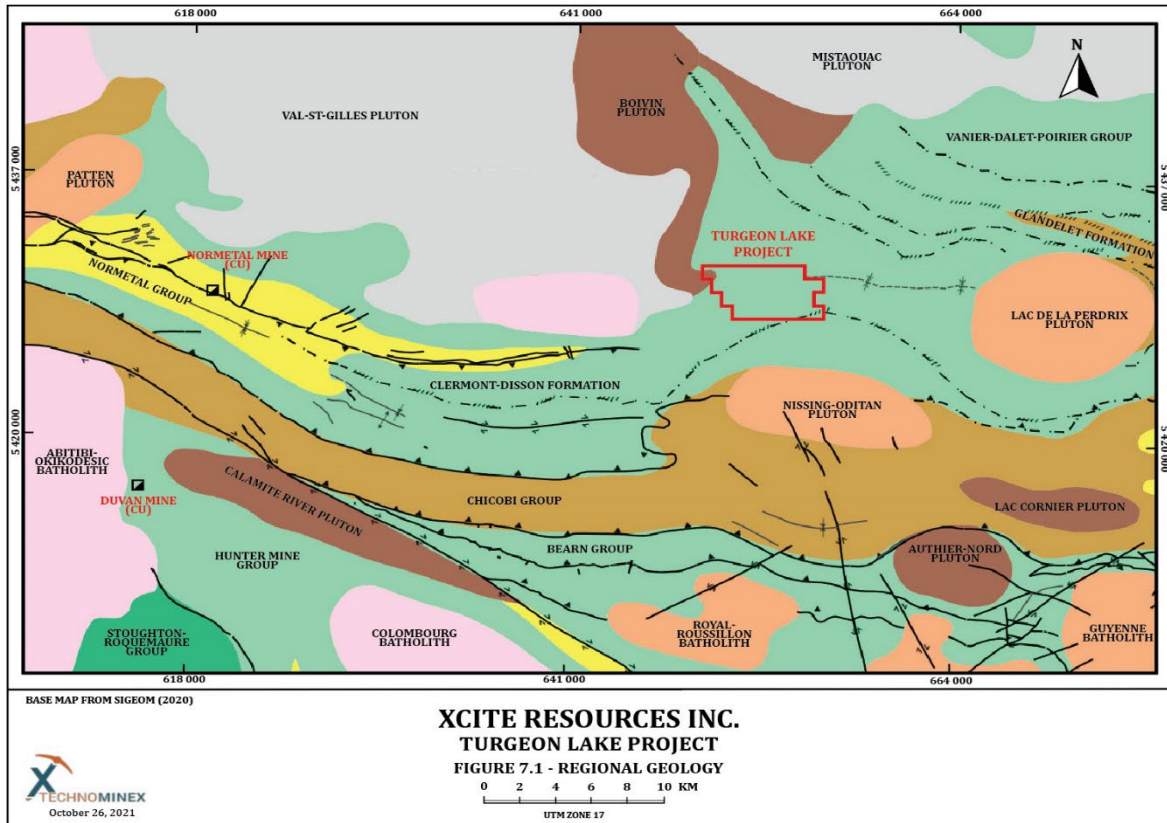 618 000
641 000
664 000
MISTAOUAC
PLUTON
N
BOIVIN
PLUTON
VAL-ST-GILLES PLUTON
VANIER-DALET-POIRIER GROUP
5 437 000
5 437 000
PATTEN
PLUTON
GLANDELET FORMATION
TURGEON LAKE
PROJECT
NORMETAL MINE
(CU)
NORMETAL GROUP
LAC DE LA PERDRIX
PLUTON
CLERMONT-DISSON FORMATION
NISSING-ODITAN
PLUTON
5 420 000
5 420 000
ABITIBI-
OKIKODESIC
BATHOLITH
DUVAN MINE
(CU)
CALAMITE RIVER PLUTON
CHICOBI GROUP
LAC CORNIER PLUTON
HUNTER MINE
GROUP
BEARN GROUP
AUTHIER-NORD
PLUTON
STOUGHTON-
ROQUEMAURE
GROUP
COLOMBOURG
BATHOLITH
ROYAL-
ROUSSILLON
BATHOLITH
GUYENNE
BATHOLITH
618 000
641 000
664 000
BASE MAP FROM SIGEOM (2020)
XCITE RESOURCES INC.
TURGEON LAKE PROJECT
FIGURE 7.1 - REGIONAL GEOLOGY
0 2 4 6 8 10 KM
UTM ZONE 17
X
TECHNOMINEX
October 26, 2021